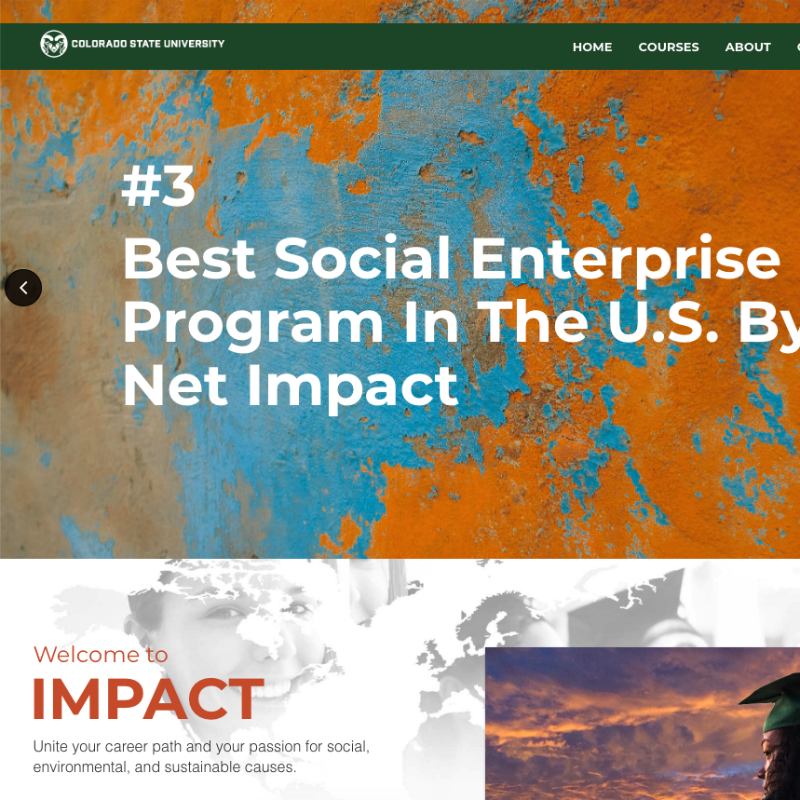 COLORADO STATE UNIVERSITY
HOME COURSES ABOUT
#3
Best Social Enterprise
Program In The U.S. By
Net Impact
Welcome to
IMPACT
Unite your career path and your passion for social,
environmental, and sustainable causes.